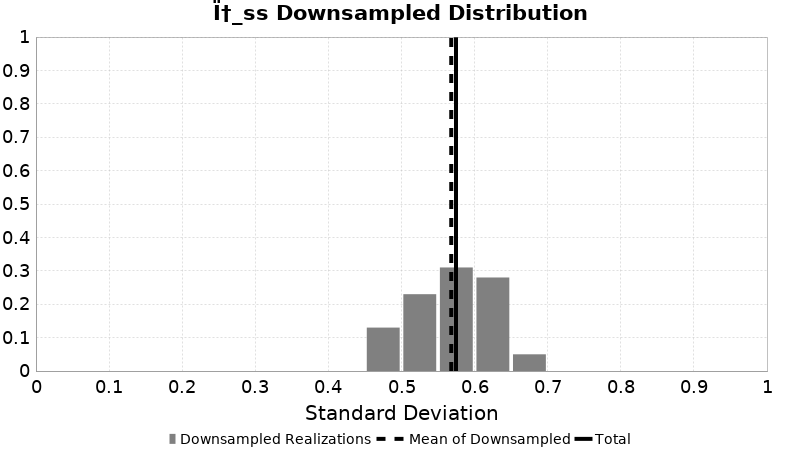 Ï†_ss Downsampled Distribution
1
0.9
0.8
0.7
0.6
0.5
0.4
0.3
0.2
0.1
0
0 0.1 0.2 0.3 0.4 0.5 0.6 0.7 0.8 0.9 1
Standard Deviation
Downsampled Realizations Mean of Downsampled Total